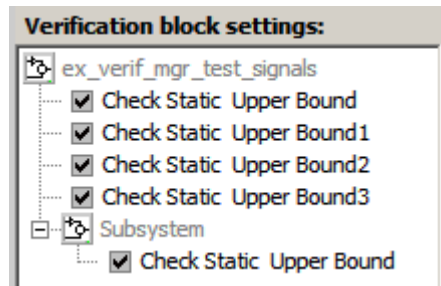 Verification block settings:
ex_verif_mgr_test_signals
Check Static Upper Bound
Check Static Upper Bound1
Check Static Upper Bound2
Check Static Upper Bound3
Subsystem
Check Static Upper Bound